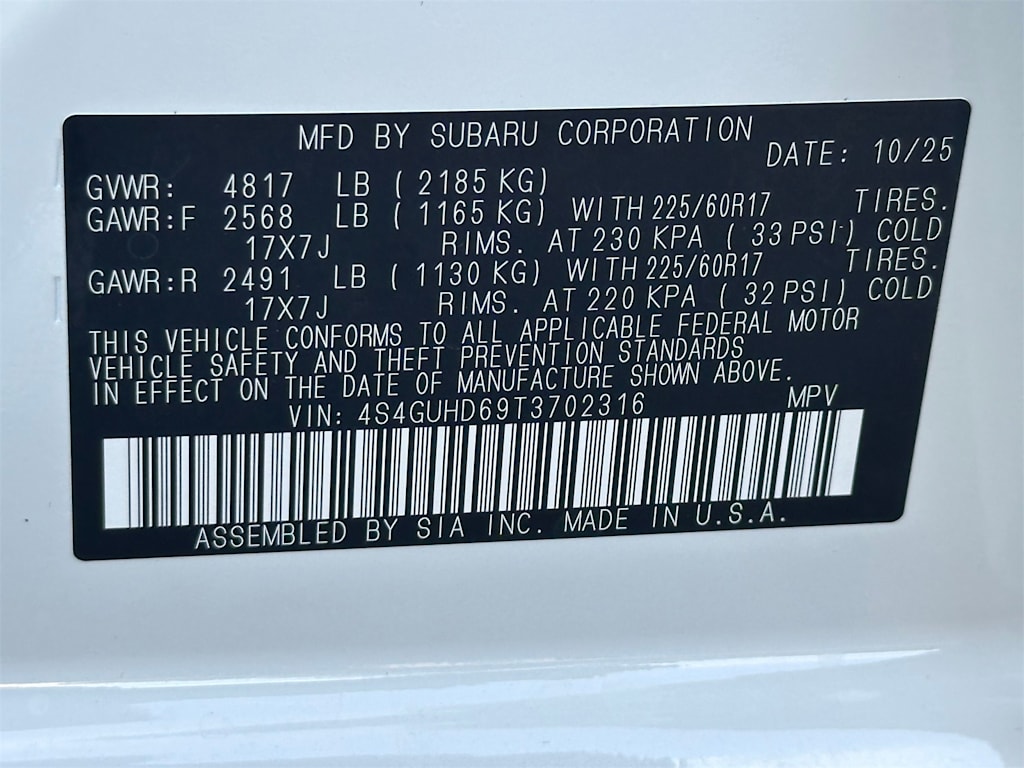 MFD BY SUBARU CORPORATION
DATE: 10/25
GVWR: 4817 LB (2185 KG)
GAWR:F 2568 LB (1165 KG) WITH 225/60R17 TIRES.
17X7J RIMS. AT 230 KPA (33 PSI) COLD
GAWR:R 2491 LB (1130 KG) WITH 225/60R17 TIRES.
17X7J RIMS. AT 220 KPA (32 PSI) COLD
THIS VEHICLE CONFORMS TO ALL APPLICABLE FEDERAL MOTOR
VEHICLE SAFETY AND THEFT PREVENTION STANDARDS
IN EFFECT ON THE DATE OF MANUFACTURE SHOWN ABOVE.
VIN: 4S4GUHD69T3702316 MPV
ASSEMBLED BY SIA INC. MADE IN U.S.A.